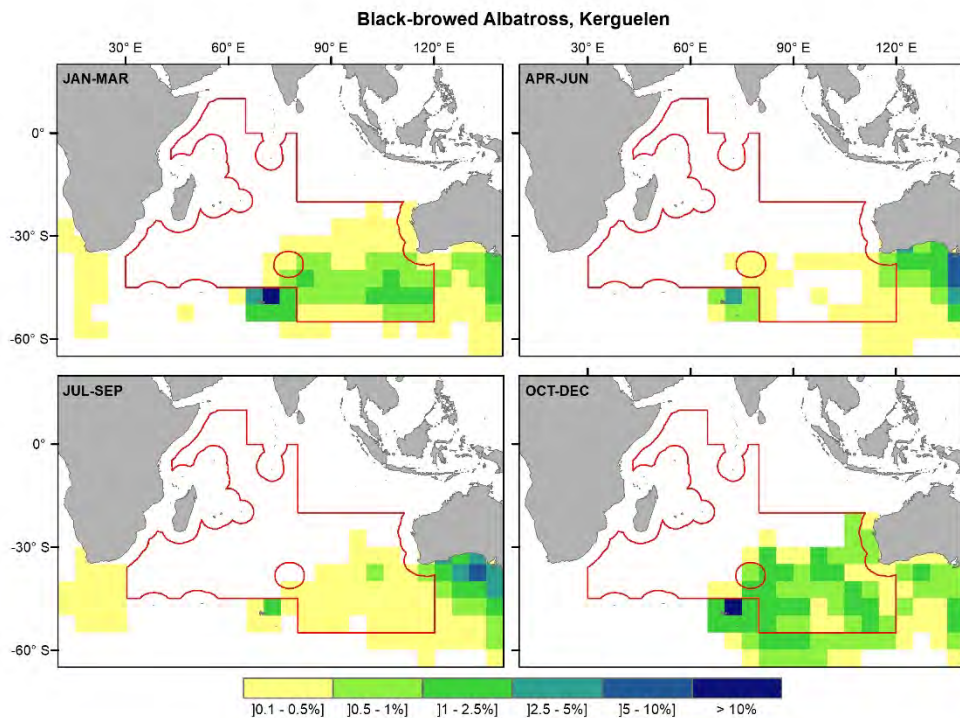 Black-browed Albatross, Kerguelen
30° E 60° E 90° E 120° E 30° E 60° E 90° E 120° E
JAN-MAR APR-JUN
0°
-30° S
-60° S
JUL-SEP OCT-DEC
0°
-30° S
-60° S
]0.1 - 0.5%] ]0.5 - 1%] ]1 - 2.5%] ]2.5 - 5%] ]5 - 10%] > 10%